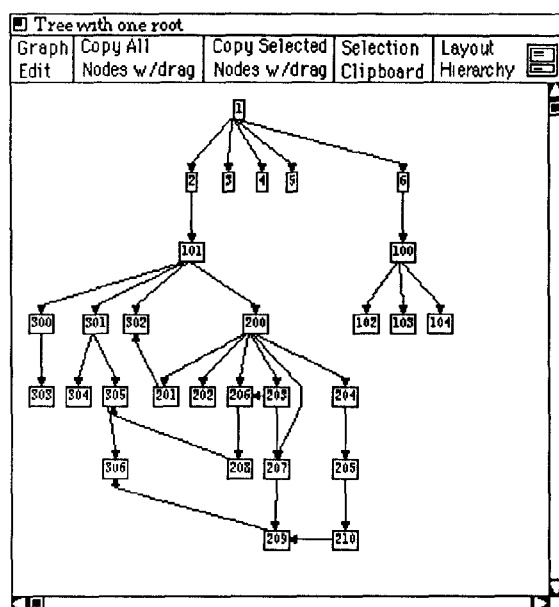 Tree with one root
Graph Copy All Copy Selected Selection Layout
Edit Nodes w/drag Nodes w/drag Clipboard Hierarchy
1
2 3 4 5 6
101 100
300 301 302 200 102 103 104
303 304 305 201 202 206 203 204
306 208 207 205
209 210